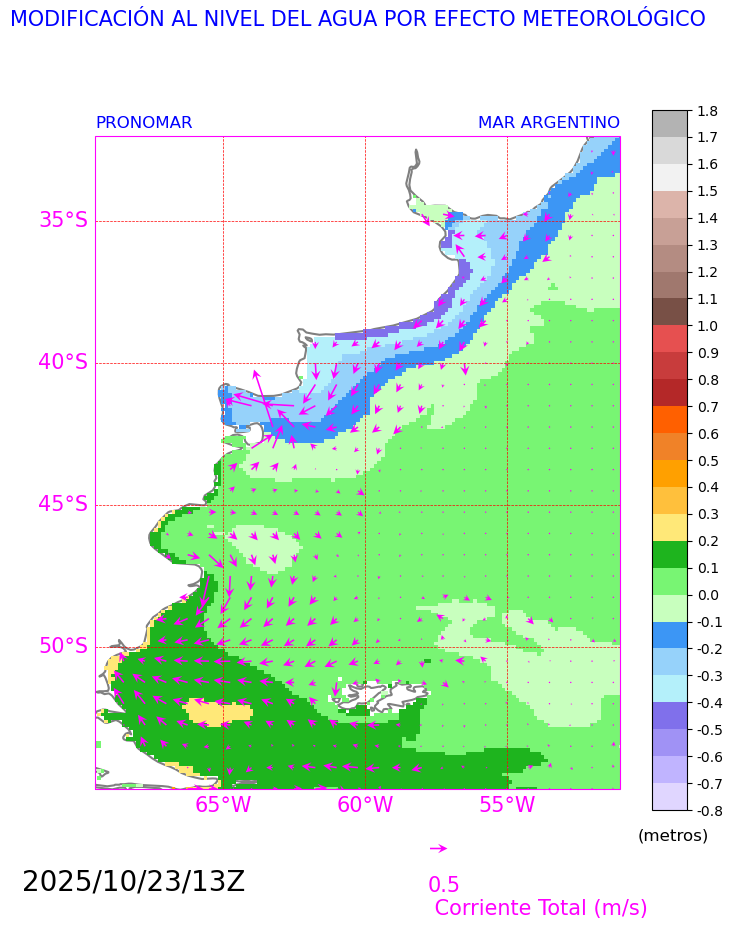 MODIFICACIÓN AL NIVEL DEL AGUA POR EFECTO METEOROLÓGICO
PRONOMAR
MAR ARGENTINO
35°S
40°S
45°S
50°S
65°W
60°W
55°W
1.8
1.7
1.6
1.5
1.4
1.3
1.2
1.1
1.0
0.9
0.8
0.7
0.6
0.5
0.4
0.3
0.2
0.1
0.0
-0.1
-0.2
-0.3
-0.4
-0.5
-0.6
-0.7
-0.8
(metros)
2025/10/23/13Z
0.5
Corriente Total (m/s)